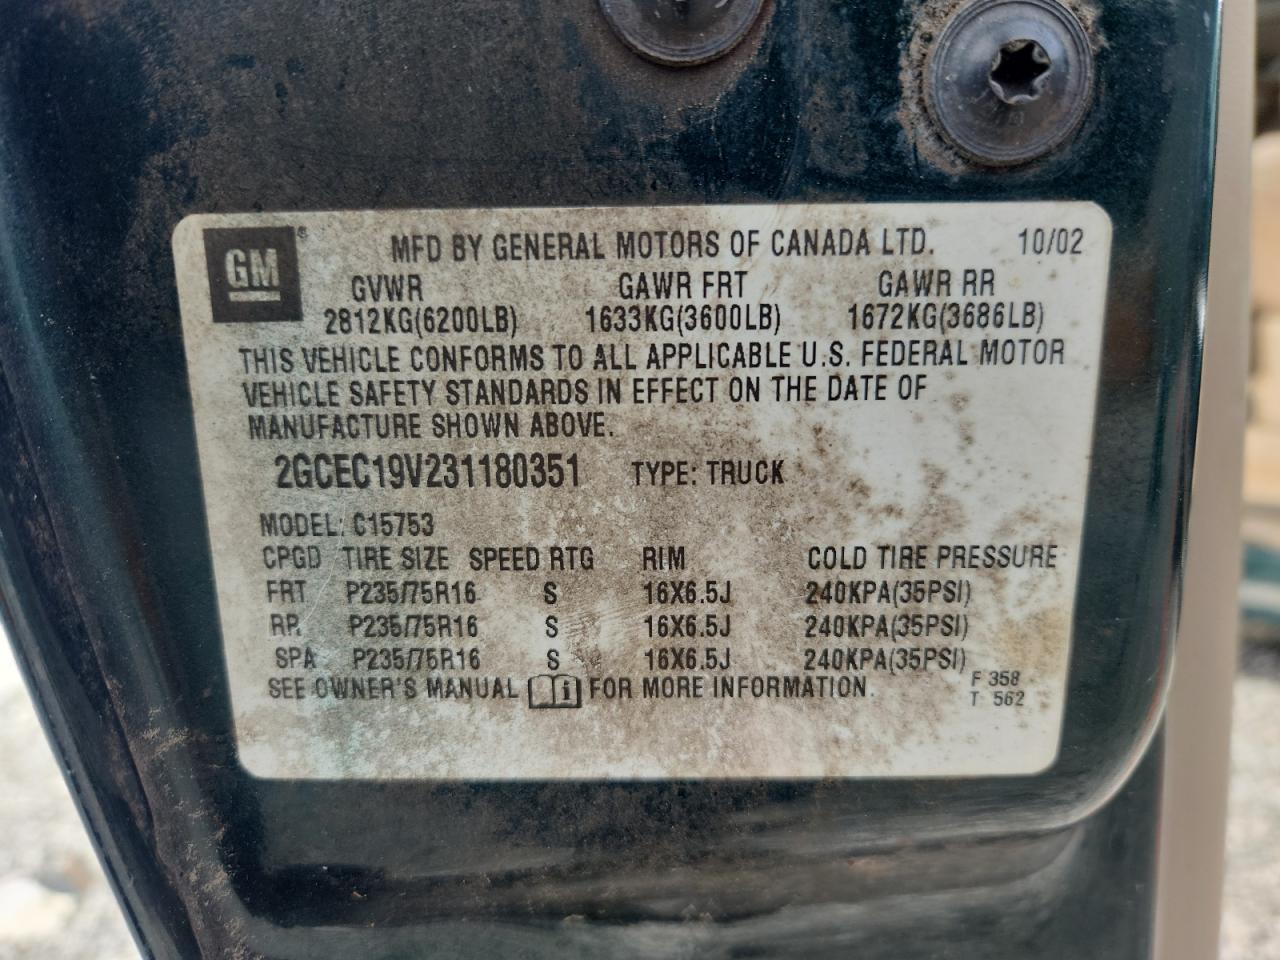 GM ® MFD BY GENERAL MOTORS OF CANADA LTD. 10/02
GVWR GAWR FRT GAWR RR
2812KG(6200LB) 1633KG(3600LB) 1672KG(3686LB)
THIS VEHICLE CONFORMS TO ALL APPLICABLE U.S. FEDERAL MOTOR
VEHICLE SAFETY STANDARDS IN EFFECT ON THE DATE OF
MANUFACTURE SHOWN ABOVE.
2GCEC19V231180351 TYPE: TRUCK
MODEL: C15753
CPGD TIRE SIZE SPEED RTG RIM COLD TIRE PRESSURE
FRT P235/75R16 S 16X6.5J 240KPA(35PSI)
RR P235/75R16 S 16X6.5J 240KPA(35PSI)
SPA P235/75R16 S 16X6.5J 240KPA(35PSI)
SEE OWNER'S MANUAL i FOR MORE INFORMATION.
F 358
T 562